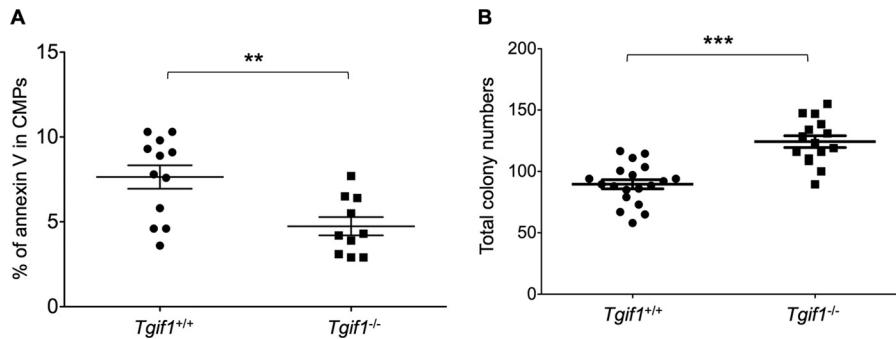 A
% of annexin V in CMPs
15
10
5
0
**
Tgif1+/+
Tgif1-/-
B
Total colony numbers
200
150
100
50
0
***
Tgif1+/+
Tgif1-/-